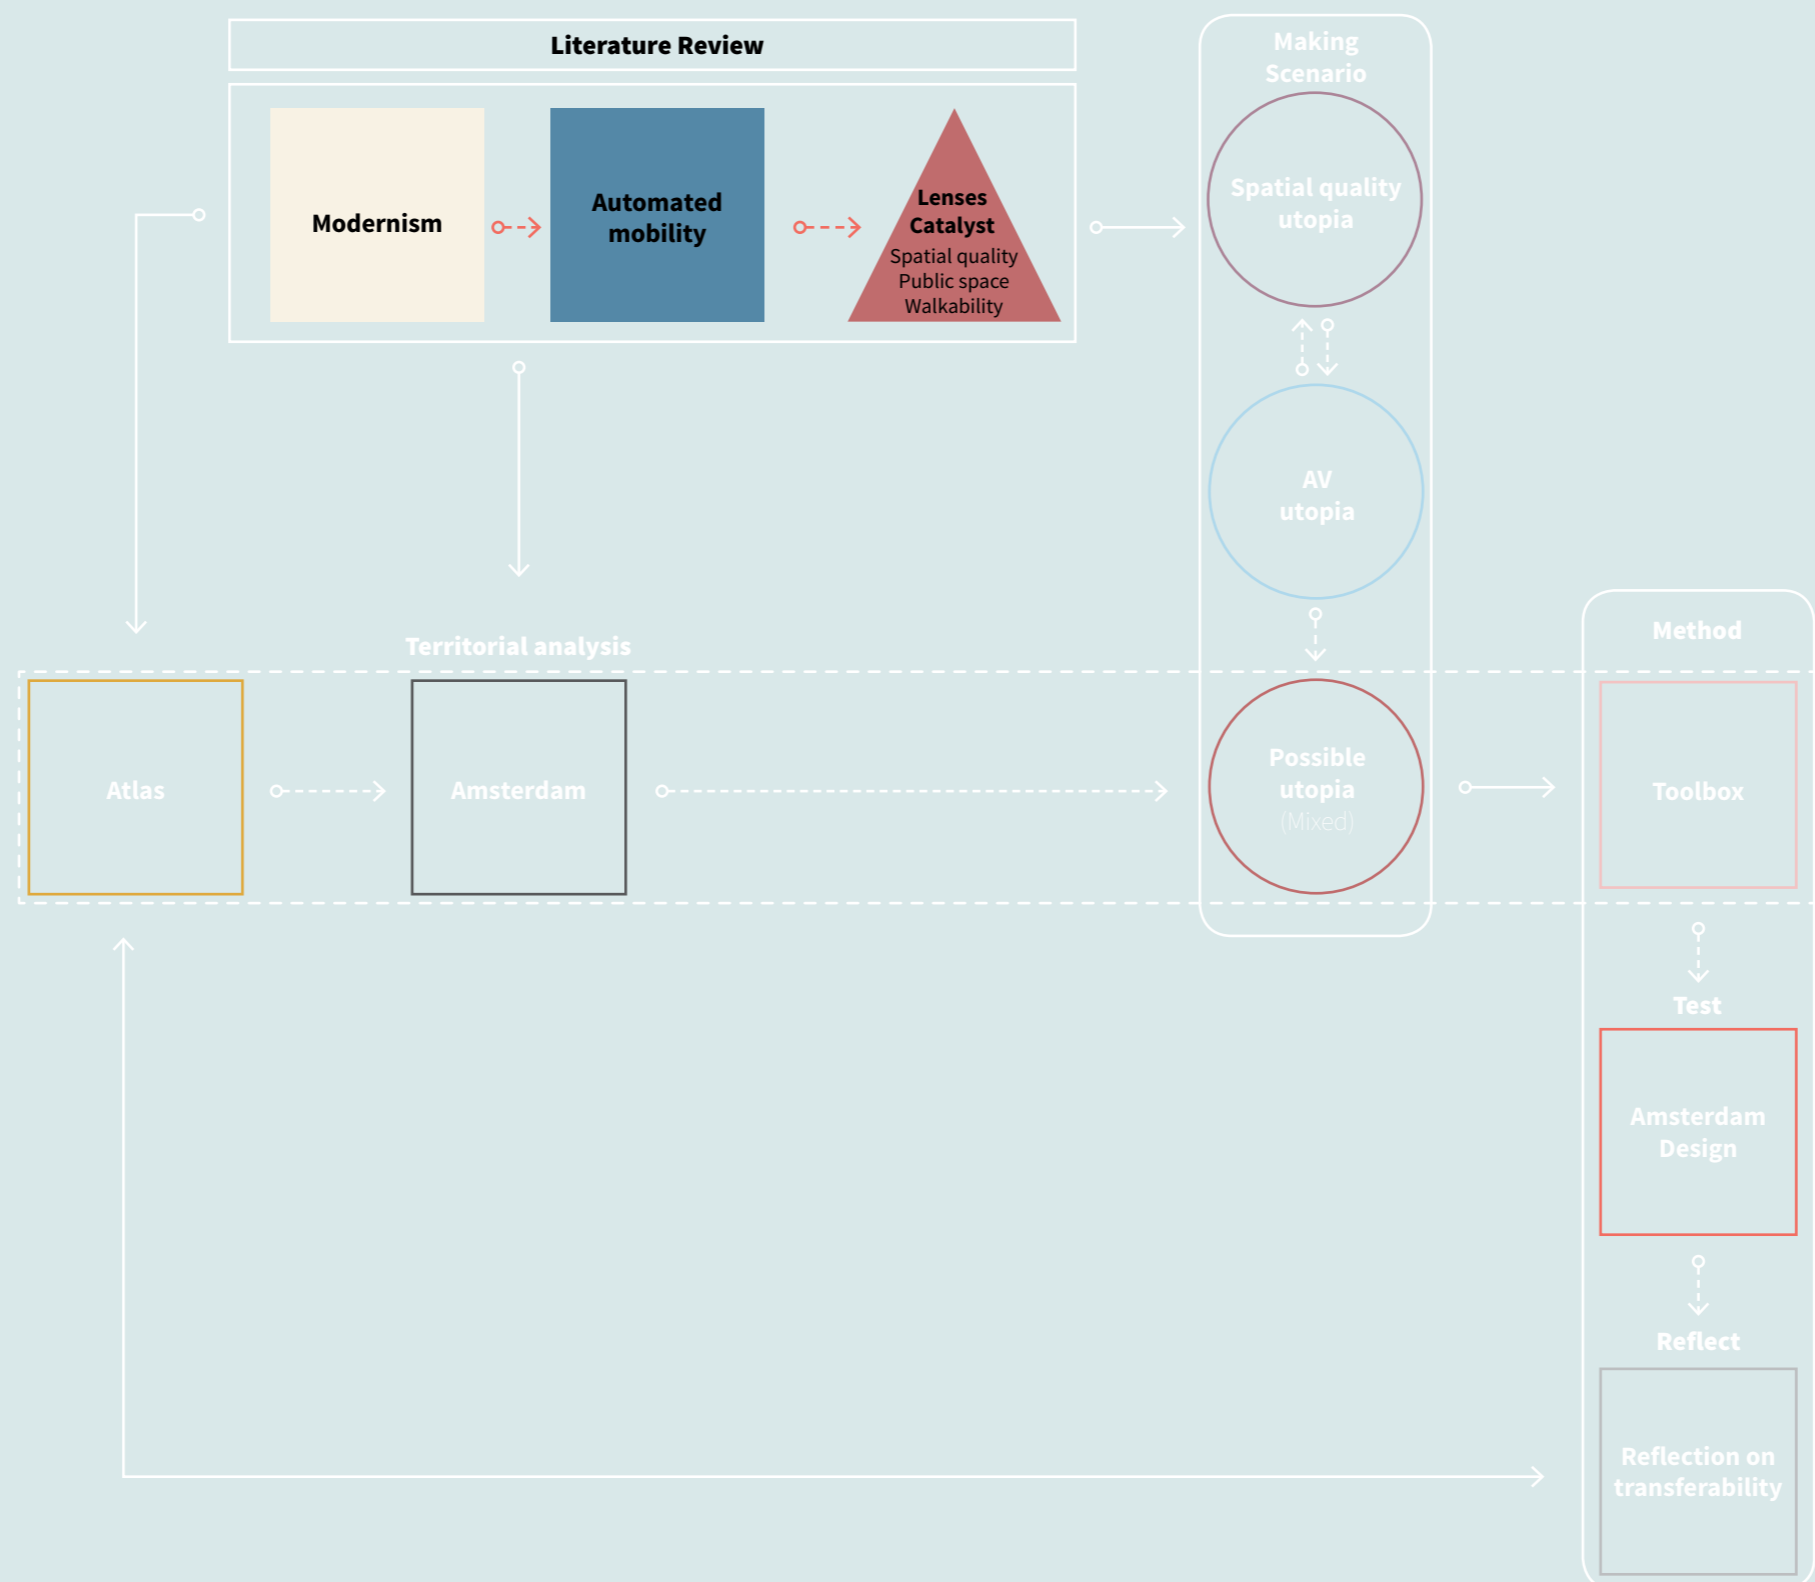 Literature Review
Modernism
Automated
mobility
Lenses
Catalyst
Spatial quality
Public space
Walkability
Making
Scenario
Spatial quality
utopia
AV
utopia
Territorial analysis
Atlas
Amsterdam
Possible
utopia
(Mixed)
Method
Toolbox
Test
Amsterdam
Design
Reflect
Reflection on
transferability